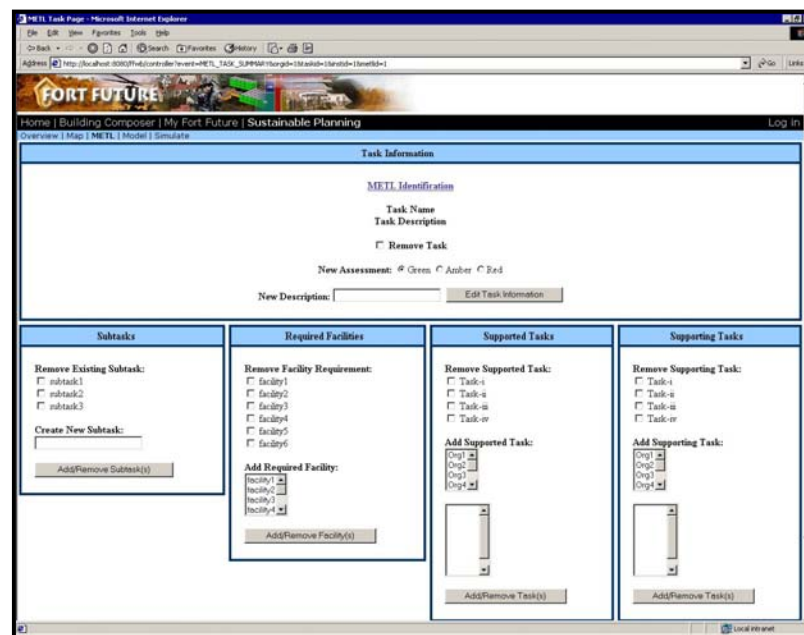 METL Task Page - Microsoft Internet Explorer
File Edit View Favorites Tools Help
Back Search Favorites History
Address http://localhost:8080/ffweb/controller?event=METL_TASK_SUMMARY&orgid=1&taskid=1&instid=1&metlid=1 Go Links
FORT FUTURE
Home | Building Composer | My Fort Future | Sustainable Planning Log in
Overview | Map | METL | Model | Simulate
Task Information
METL Identification
Task Name
Task Description
Remove Task
New Assessment: Green Amber Red
New Description: Edit Task Information
Subtasks
Remove Existing Subtask:
subtask1
subtask2
subtask3
Create New Subtask:
Add/Remove Subtask(s)
Required Facilities
Remove Facility Requirement:
facility1
facility2
facility3
facility4
facility5
facility6
Add Required Facility:
facility1
facility2
facility3
facility4
Add/Remove Facility(s)
Supported Tasks
Remove Supported Task:
Task-i
Task-ii
Task-iii
Task-iv
Add Supported Task:
Org1
Org2
Org3
Org4
Add/Remove Task(s)
Supporting Tasks
Remove Supporting Task:
Task-i
Task-ii
Task-iii
Task-iv
Add Supporting Task:
Org1
Org2
Org3
Org4
Add/Remove Task(s)
Local intranet